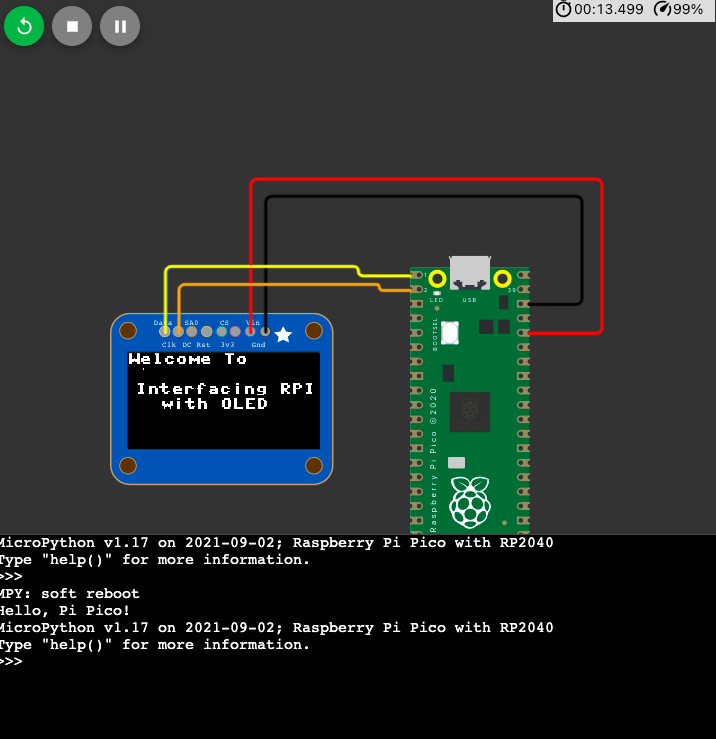 00:13.499 99%
1
2 39
LED USB
BOOTSEL
Data SA0 CS Vin
Clk DC Rst 3v3 Gnd
Welcome To
Interfacing RPI
with OLED
Raspberry Pi Pico ©2020
MicroPython v1.17 on 2021-09-02; Raspberry Pi Pico with RP2040
Type "help()" for more information.
>>>
MPY: soft reboot
Hello, Pi Pico!
MicroPython v1.17 on 2021-09-02; Raspberry Pi Pico with RP2040
Type "help()" for more information.
>>>